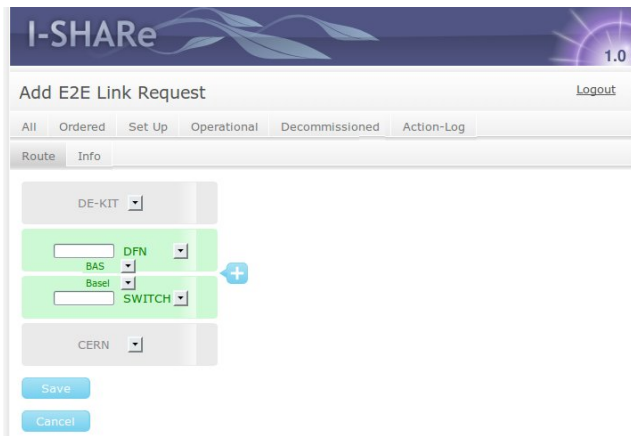 I-SHARe
1.0
Add E2E Link Request
Logout
All Ordered Set Up Operational Decommissioned Action-Log
Route Info
DE-KIT
DFN
BAS
Basel
SWITCH
CERN
Save
Cancel